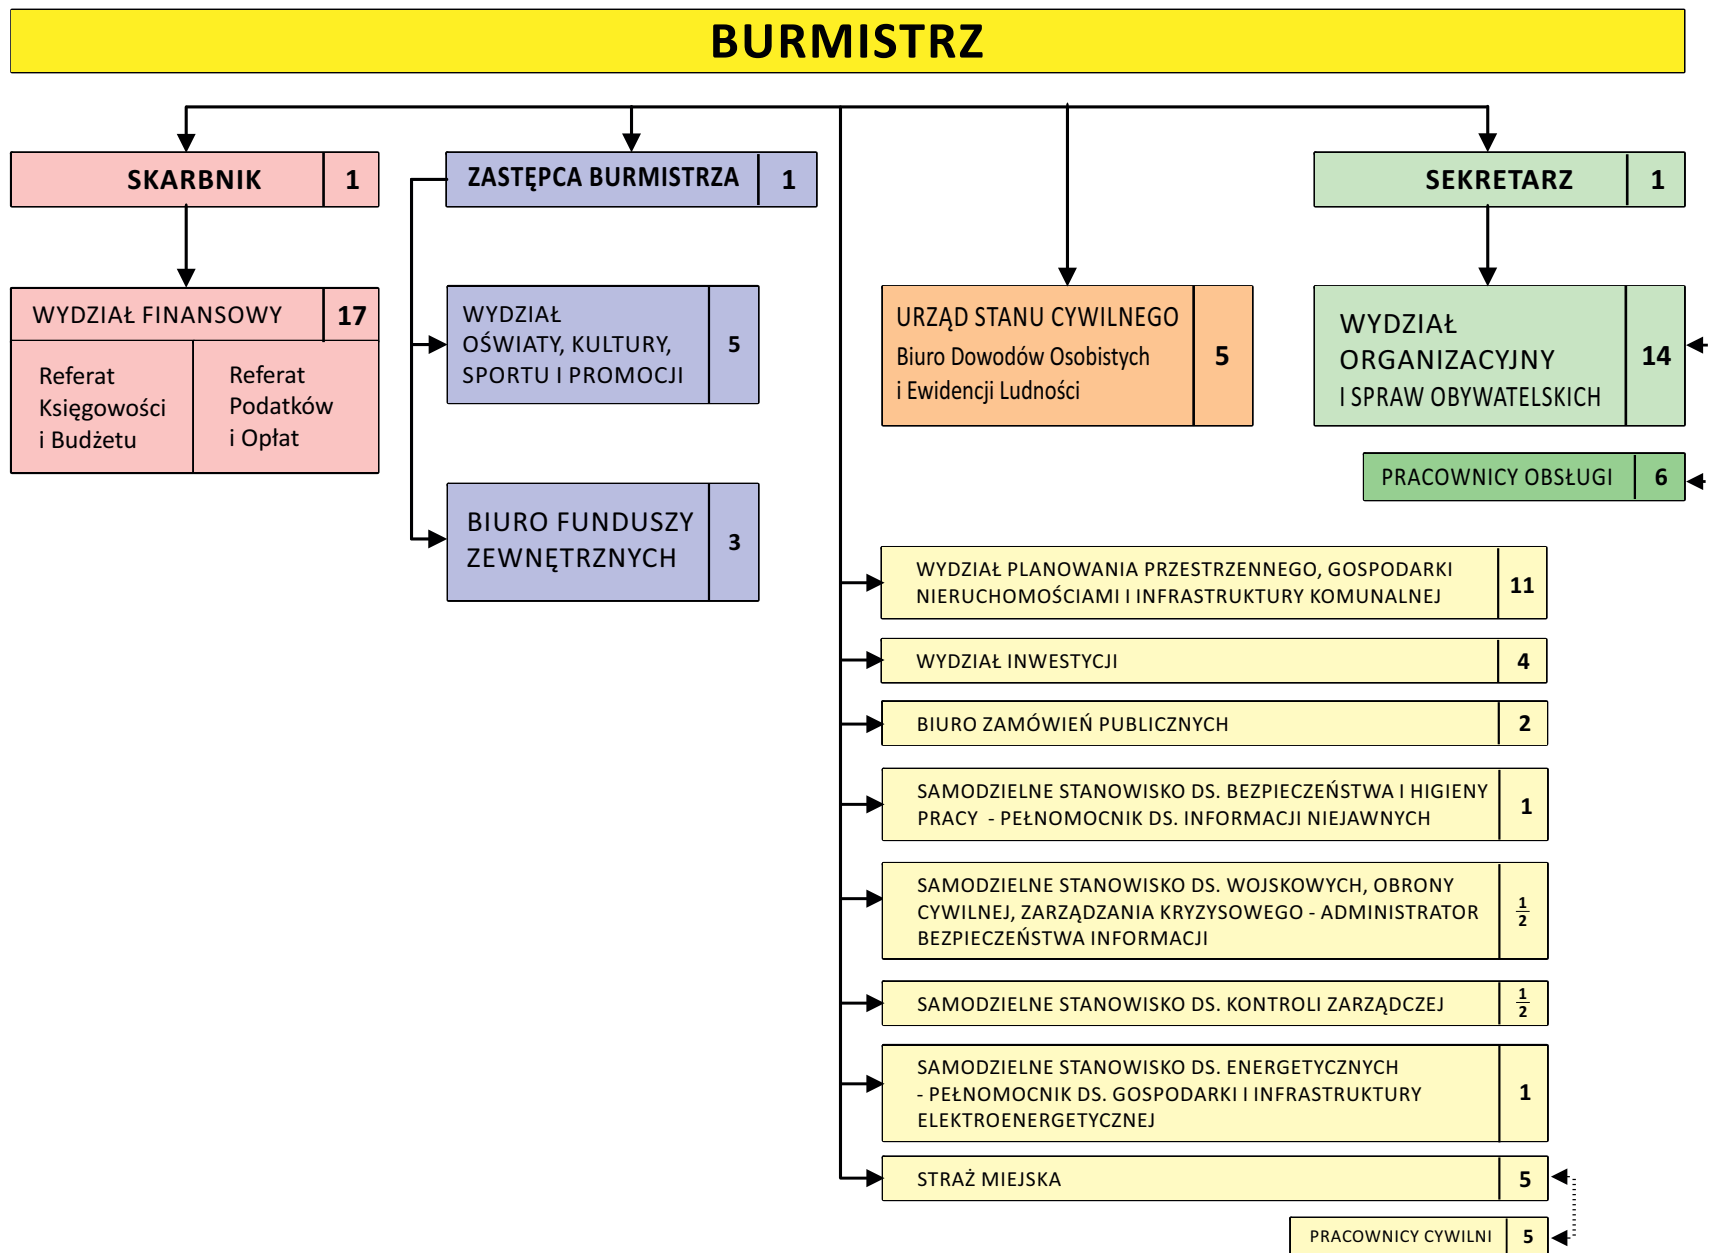 BURMISTRZ
SKARBNIK 1
ZASTĘPCA BURMISTRZA 1
SEKRETARZ 1
WYDZIAŁ FINANSOWY 17
Referat
Księgowości
i Budżetu
Referat
Podatków
i Opłat
WYDZIAŁ
OŚWIATY, KULTURY,
SPORTU I PROMOCJI
5
BIURO FUNDUSZY
ZEWNĘTRZNYCH
3
URZĄD STANU CYWILNEGO
Biuro Dowodów Osobistych
i Ewidencji Ludności
5
WYDZIAŁ
ORGANIZACYJNY
I SPRAW OBYWATELSKICH
14
PRACOWNICY OBSŁUGI 6
WYDZIAŁ PLANOWANIA PRZESTRZENNEGO, GOSPODARKI
NIERUCHOMOŚCIAMI I INFRASTRUKTURY KOMUNALNEJ
11
WYDZIAŁ INWESTYCJI 4
BIURO ZAMÓWIEŃ PUBLICZNYCH 2
SAMODZIELNE STANOWISKO DS. BEZPIECZEŃSTWA I HIGIENY
PRACY - PEŁNOMOCNIK DS. INFORMACJI NIEJAWNYCH
1
SAMODZIELNE STANOWISKO DS. WOJSKOWYCH, OBRONY
CYWILNEJ, ZARZĄDZANIA KRYZYSOWEGO - ADMINISTRATOR
BEZPIECZEŃSTWA INFORMACJI
1/2
SAMODZIELNE STANOWISKO DS. KONTROLI ZARZĄDCZEJ 1/2
SAMODZIELNE STANOWISKO DS. ENERGETYCZNYCH
- PEŁNOMOCNIK DS. GOSPODARKI I INFRASTRUKTURY
ELEKTROENERGETYCZNEJ
1
STRAŻ MIEJSKA 5
PRACOWNICY CYWILNI 5